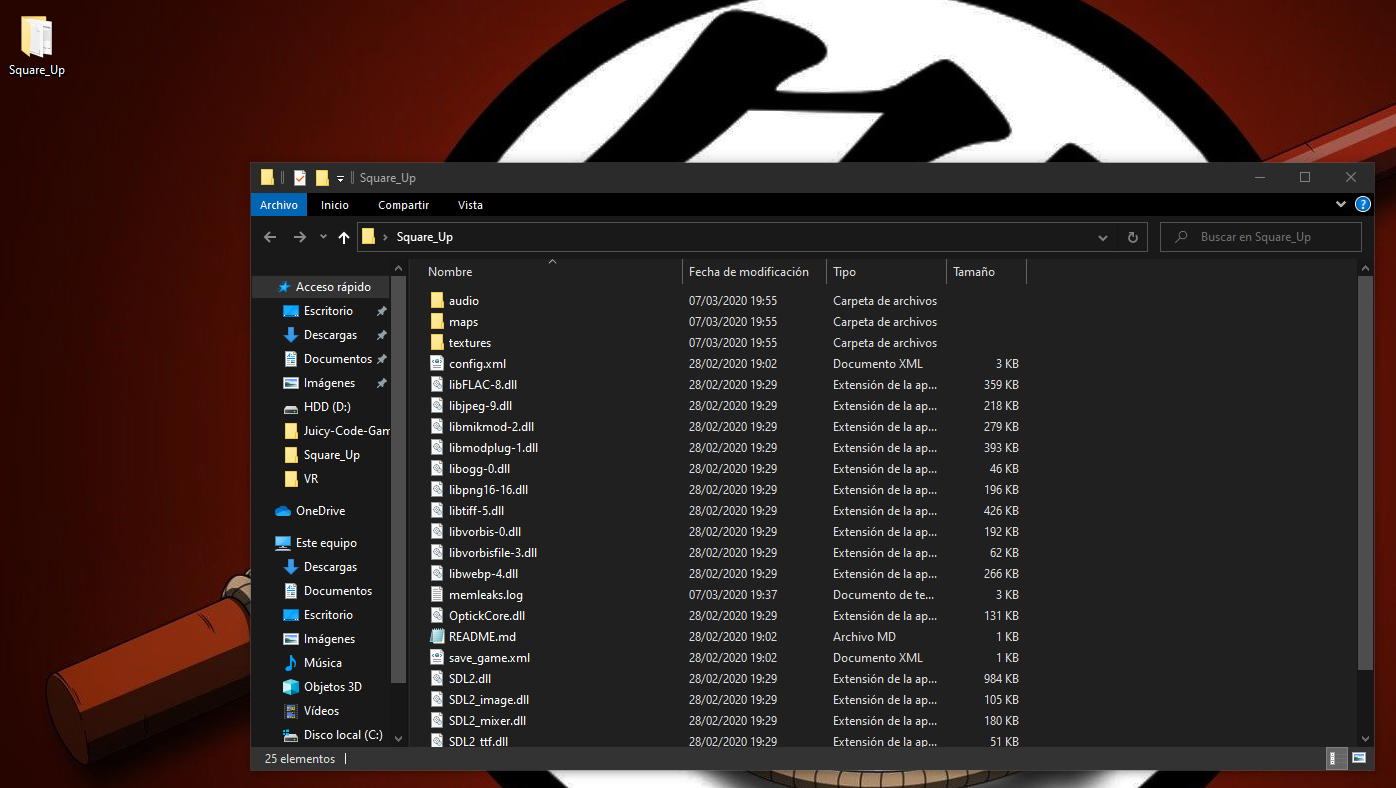 Square_Up
Square_Up
Archivo Inicio Compartir Vista
Square_Up Buscar en Square_Up
Acceso rápido
Escritorio
Descargas
Documentos
Imágenes
HDD (D:)
Juicy-Code-Gam
Square_Up
VR
OneDrive
Este equipo
Descargas
Documentos
Escritorio
Imágenes
Música
Objetos 3D
Vídeos
Disco local (C:)
Nombre Fecha de modificación Tipo Tamaño
audio 07/03/2020 19:55 Carpeta de archivos
maps 07/03/2020 19:55 Carpeta de archivos
textures 07/03/2020 19:55 Carpeta de archivos
config.xml 28/02/2020 19:02 Documento XML 3 KB
libFLAC-8.dll 28/02/2020 19:29 Extensión de la ap... 359 KB
libjpeg-9.dll 28/02/2020 19:29 Extensión de la ap... 218 KB
libmikmod-2.dll 28/02/2020 19:29 Extensión de la ap... 279 KB
libmodplug-1.dll 28/02/2020 19:29 Extensión de la ap... 393 KB
libogg-0.dll 28/02/2020 19:29 Extensión de la ap... 46 KB
libpng16-16.dll 28/02/2020 19:29 Extensión de la ap... 196 KB
libtiff-5.dll 28/02/2020 19:29 Extensión de la ap... 426 KB
libvorbis-0.dll 28/02/2020 19:29 Extensión de la ap... 192 KB
libvorbisfile-3.dll 28/02/2020 19:29 Extensión de la ap... 62 KB
libwebp-4.dll 28/02/2020 19:29 Extensión de la ap... 266 KB
memleaks.log 07/03/2020 19:37 Documento de te... 3 KB
OptickCore.dll 28/02/2020 19:29 Extensión de la ap... 131 KB
README.md 28/02/2020 19:02 Archivo MD 1 KB
save_game.xml 28/02/2020 19:02 Documento XML 1 KB
SDL2.dll 28/02/2020 19:29 Extensión de la ap... 984 KB
SDL2_image.dll 28/02/2020 19:29 Extensión de la ap... 105 KB
SDL2_mixer.dll 28/02/2020 19:29 Extensión de la ap... 180 KB
SDL2_ttf.dll 28/02/2020 19:29 Extensión de la ap... 51 KB
25 elementos